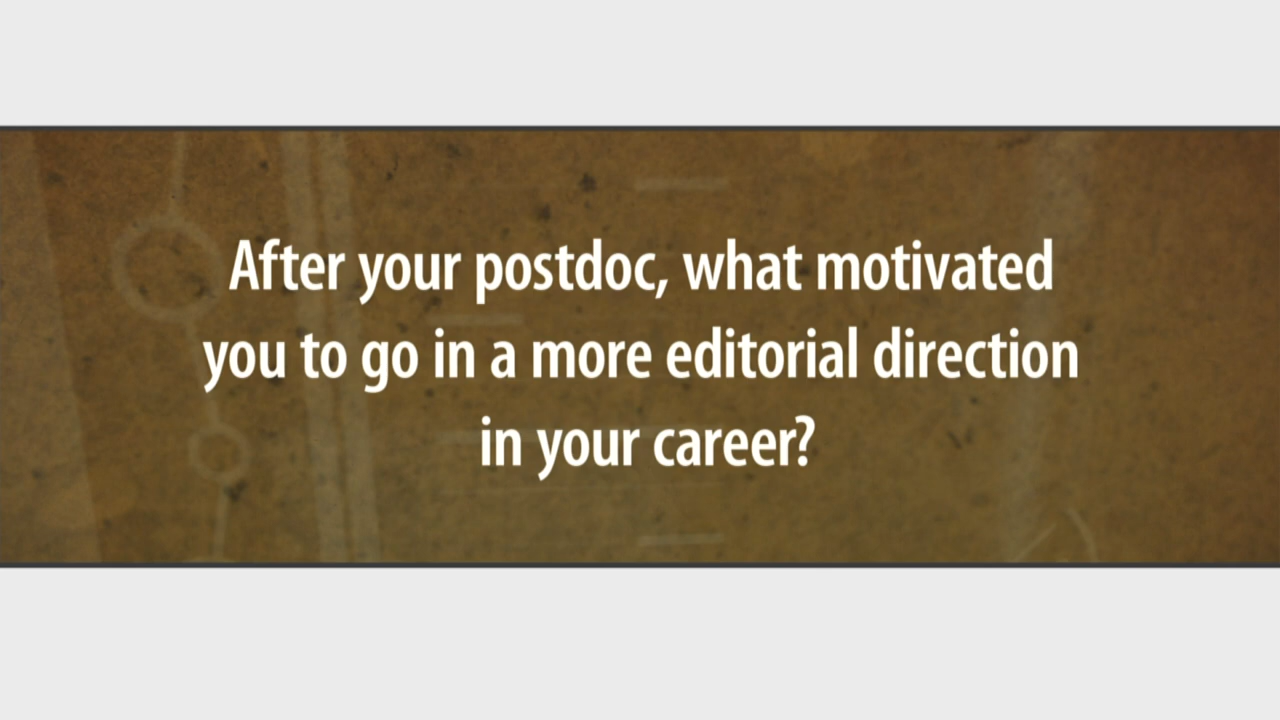 After your postdoc, what motivated
you to go in a more editorial direction
in your career?